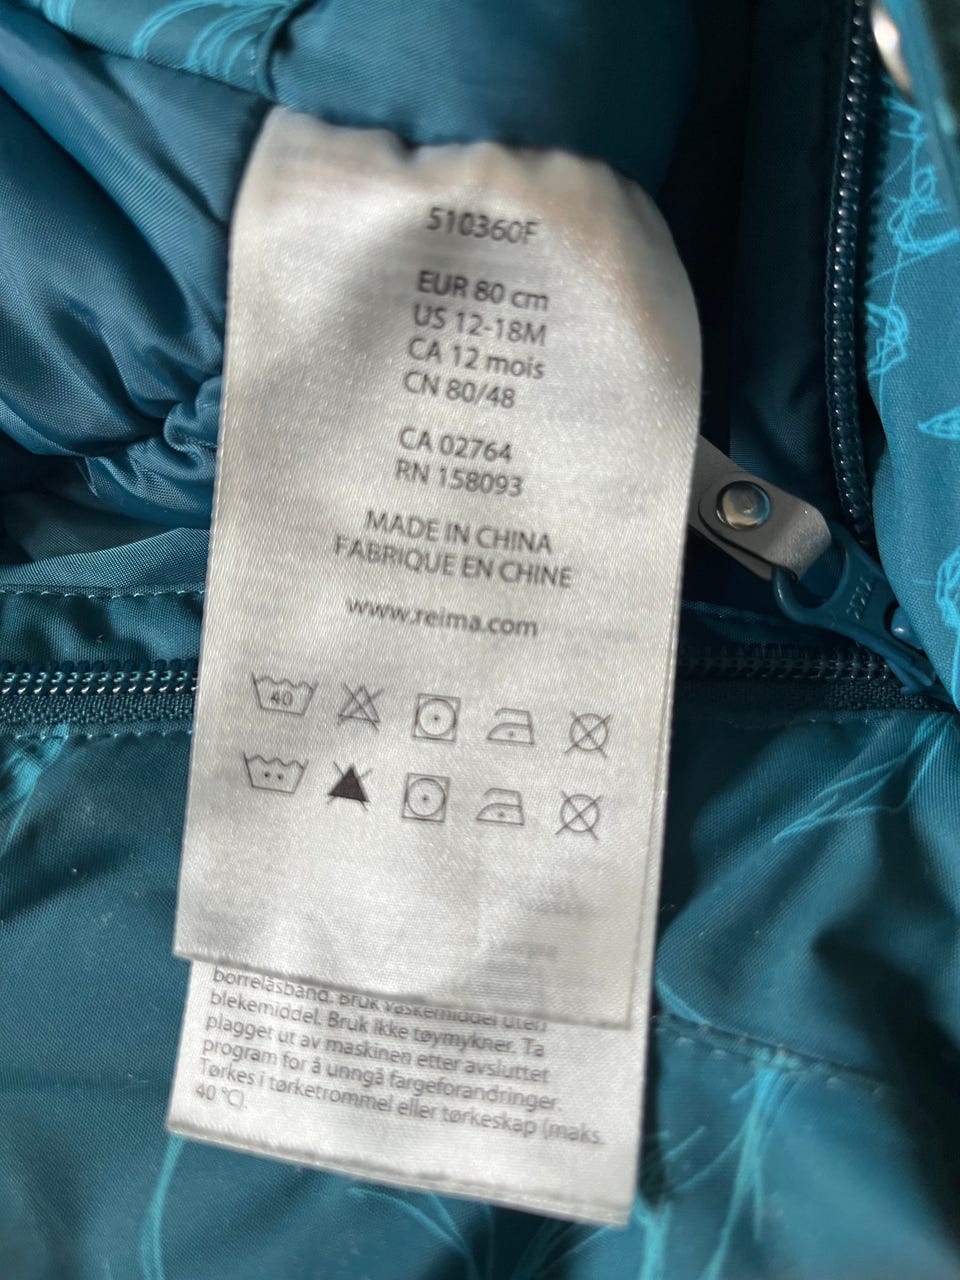 510360F
EUR 80 cm
US 12-18M
CA 12 mois
CN 80/48
CA 02764
RN 158093
MADE IN CHINA
FABRIQUE EN CHINE
www.reima.com
40
borrelåsbånd. Bruk vaskemiddel uten
blekemiddel. Bruk ikke tøymykner. Ta
plagget ut av maskinen etter avsluttet
program for å unngå fargeforandringer.
Tørkes i tørketrommel eller tørkeskap (maks.
40 °C).